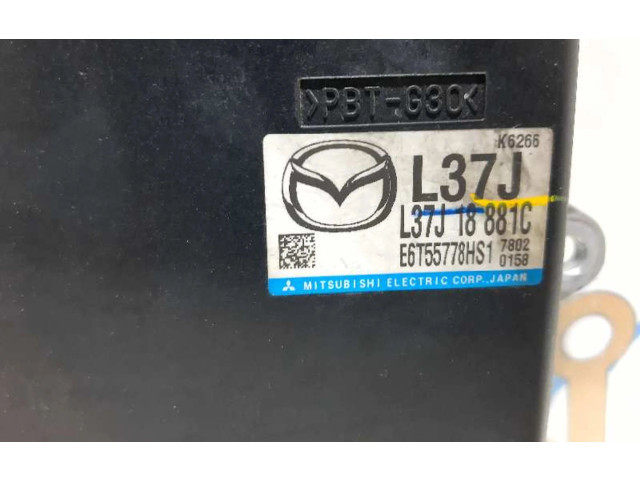 >PBT-G30<
K6266
L37J
L37J 18 881C
E6T55778HS1 7802
0158
MITSUBISHI ELECTRIC CORP., JAPAN